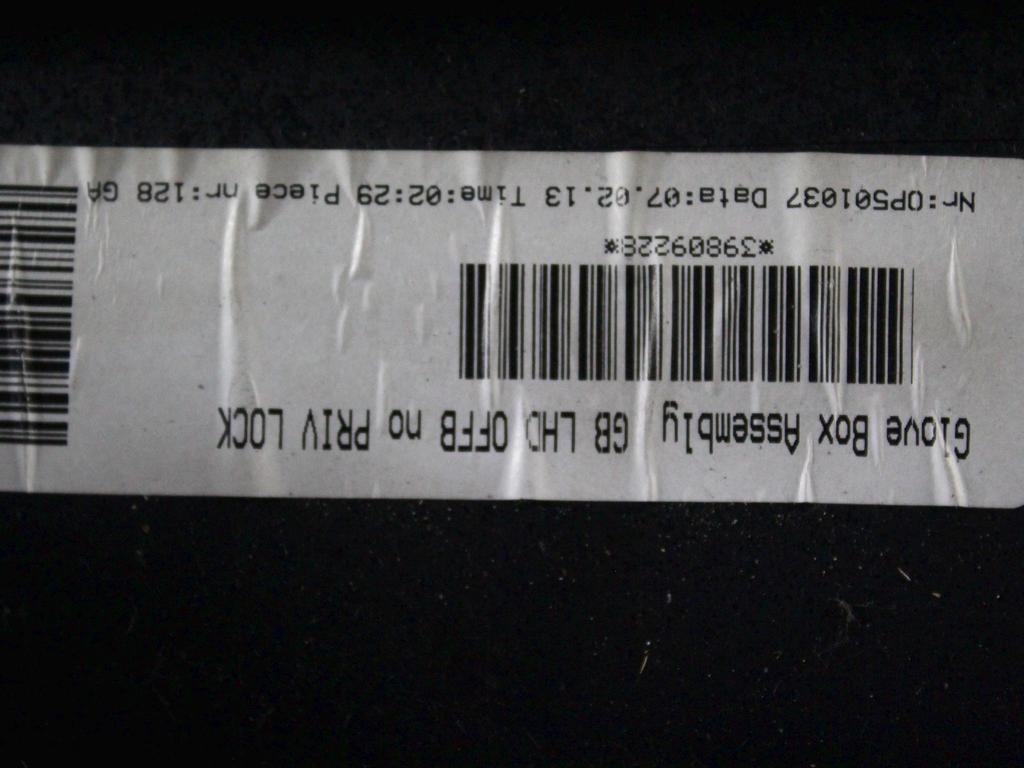 Glove Box Assembly GB LHD OFFB no PRIV LOCK
*39809228*
Nr:OP501037 Data:07.02.13 Time:02:29 Piece nr:128 GA